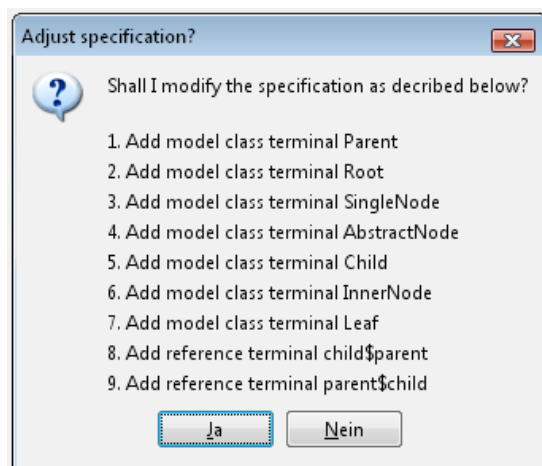 Adjust specification?
Shall I modify the specification as decribed below?
1. Add model class terminal Parent
2. Add model class terminal Root
3. Add model class terminal SingleNode
4. Add model class terminal AbstractNode
5. Add model class terminal Child
6. Add model class terminal InnerNode
7. Add model class terminal Leaf
8. Add reference terminal child$parent
9. Add reference terminal parent$child
Ja Nein